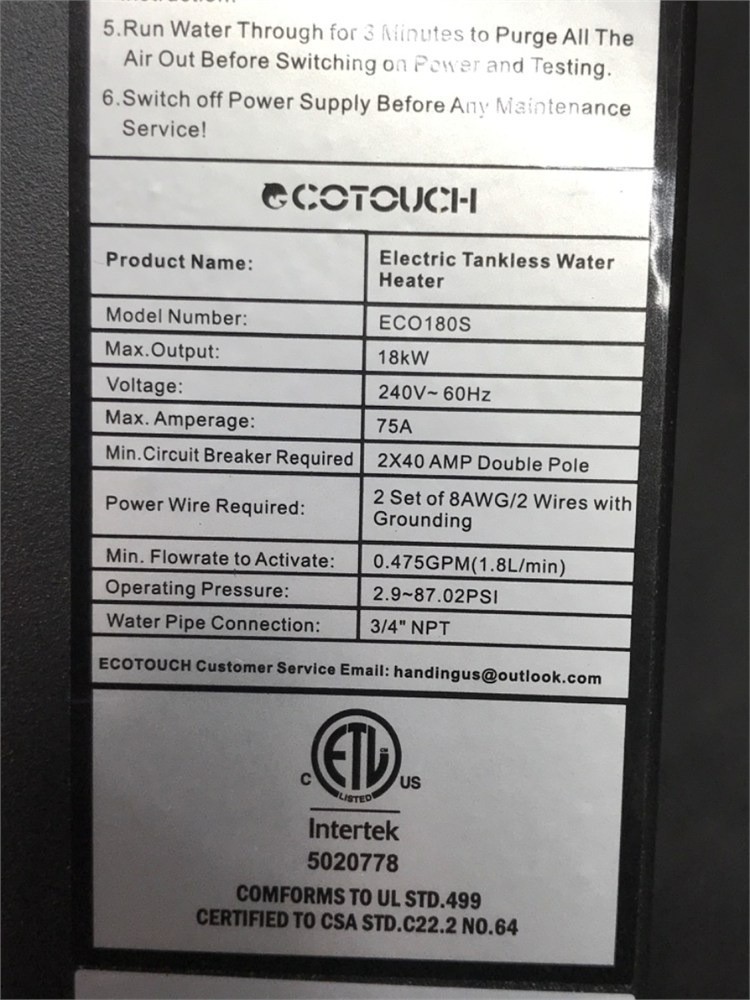 5.Run Water Through for 3 Minutes to Purge All The
Air Out Before Switching on Power and Testing.
6.Switch off Power Supply Before Any Maintenance
Service!
ECOTOUCH
Product Name: Electric Tankless Water
Heater
Model Number: ECO180S
Max.Output: 18kW
Voltage: 240V~ 60Hz
Max. Amperage: 75A
Min.Circuit Breaker Required 2X40 AMP Double Pole
Power Wire Required: 2 Set of 8AWG/2 Wires with
Grounding
Min. Flowrate to Activate: 0.475GPM(1.8L/min)
Operating Pressure: 2.9~87.02PSI
Water Pipe Connection: 3/4" NPT
ECOTOUCH Customer Service Email: handingus@outlook.com
ETL CM
C LISTED US
Intertek
5020778
COMFORMS TO UL STD.499
CERTIFIED TO CSA STD.C22.2 NO.64